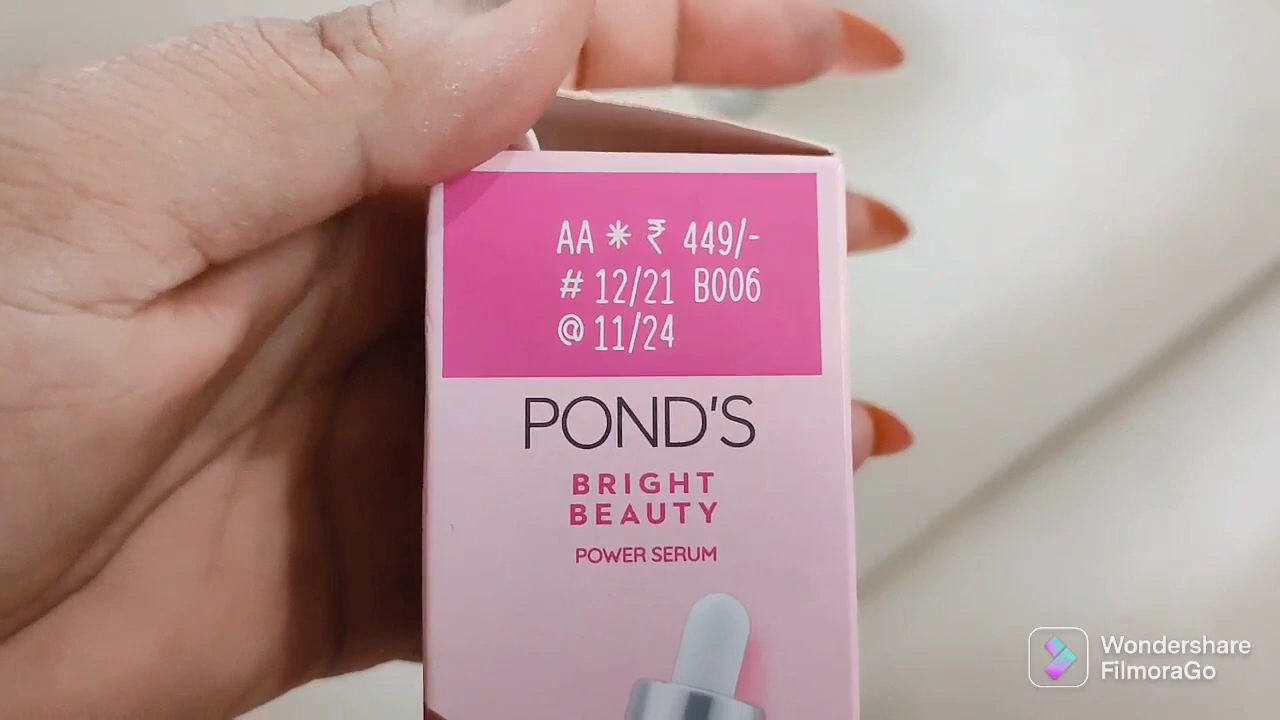 AA * ₹ 449/-
# 12/21 B006
@ 11/24
POND'S
BRIGHT
BEAUTY
POWER SERUM
Wondershare
FilmoraGo